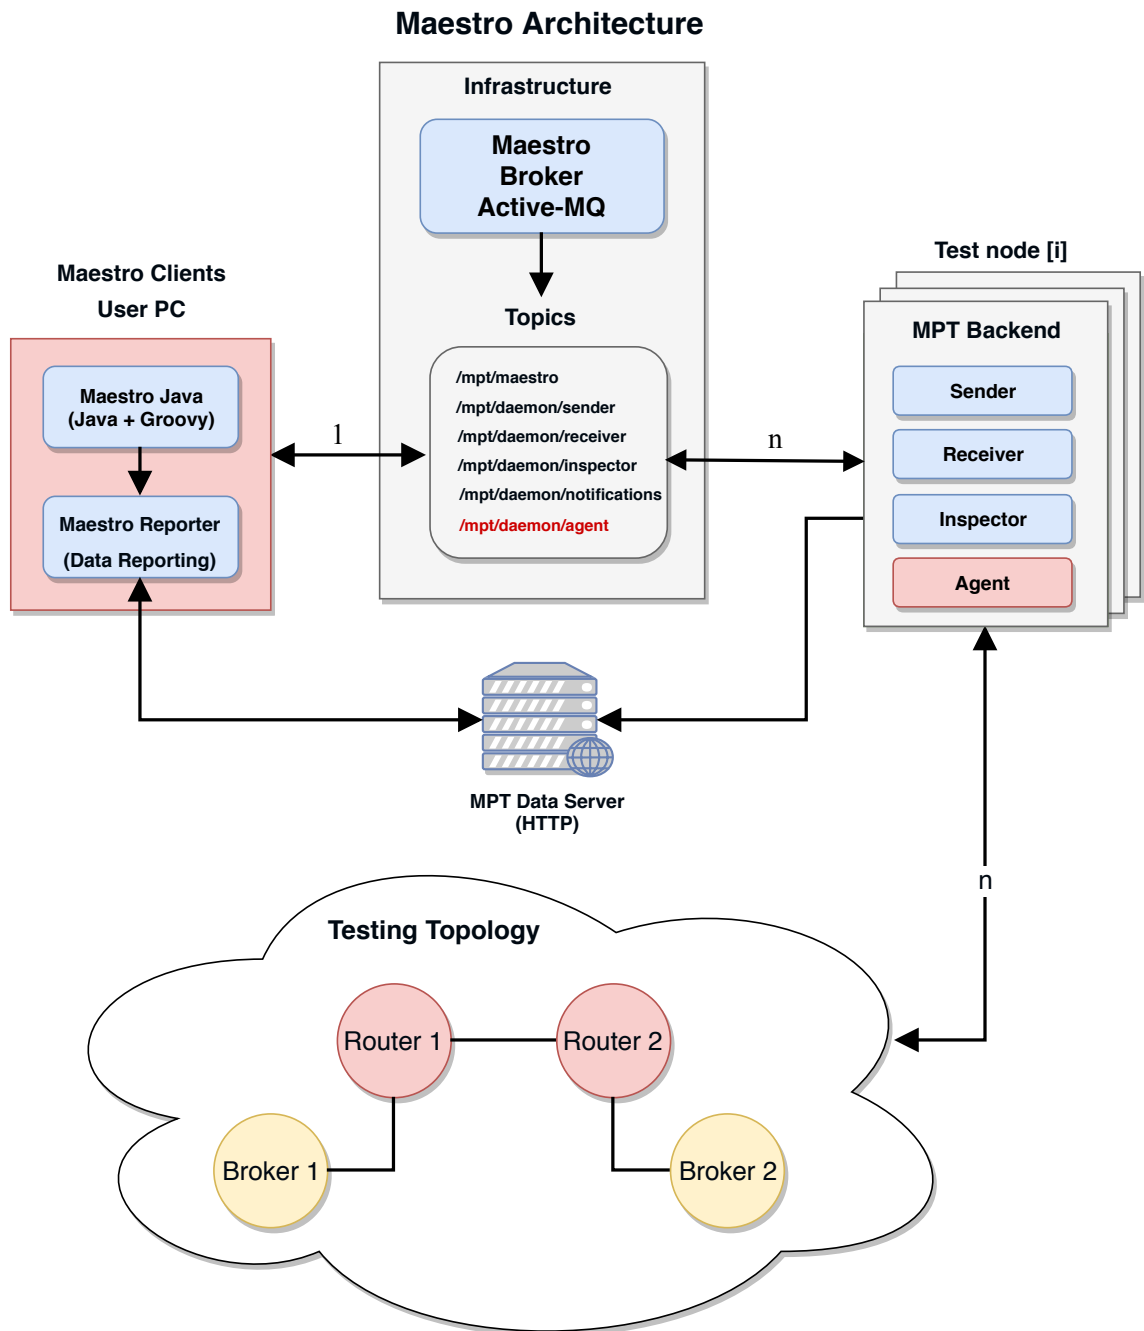 Maestro Architecture
Infrastructure
Maestro
Broker
Active-MQ
Topics
/mpt/maestro
/mpt/daemon/sender
/mpt/daemon/receiver
/mpt/daemon/inspector
/mpt/daemon/notifications
/mpt/daemon/agent
Maestro Clients
User PC
Maestro Java
(Java + Groovy)
Maestro Reporter
(Data Reporting)
1
n
Test node [i]
MPT Backend
Sender
Receiver
Inspector
Agent
MPT Data Server
(HTTP)
n
Testing Topology
Router 1
Router 2
Broker 1
Broker 2